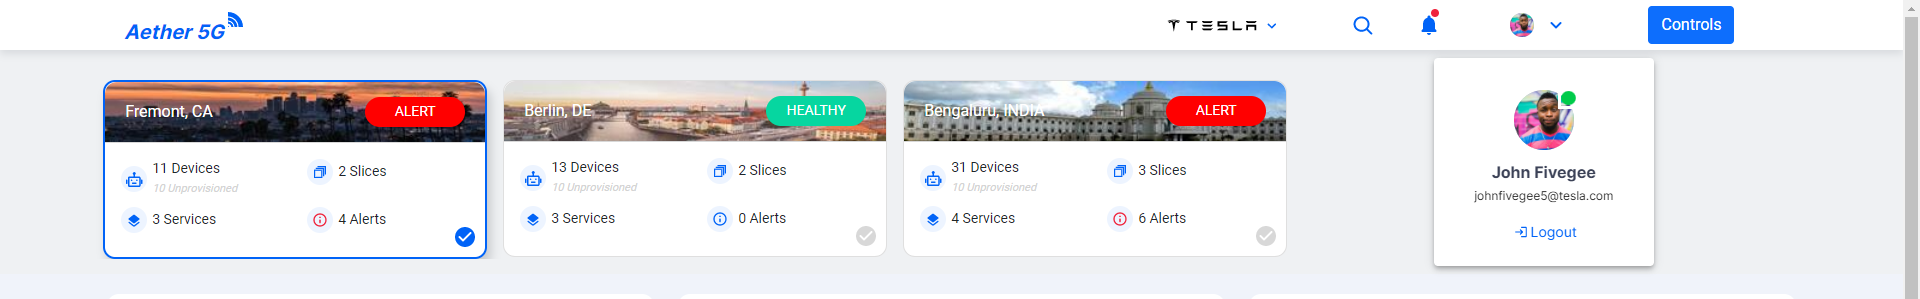 Aether 5G
TESLA
Controls
Fremont, CA
ALERT
11 Devices
10 Unprovisioned
2 Slices
3 Services
4 Alerts
Berlin, DE
HEALTHY
13 Devices
10 Unprovisioned
2 Slices
3 Services
0 Alerts
Bengaluru, INDIA
ALERT
31 Devices
10 Unprovisioned
3 Slices
4 Services
6 Alerts
John Fivegee
johnfivegee5@tesla.com
Logout